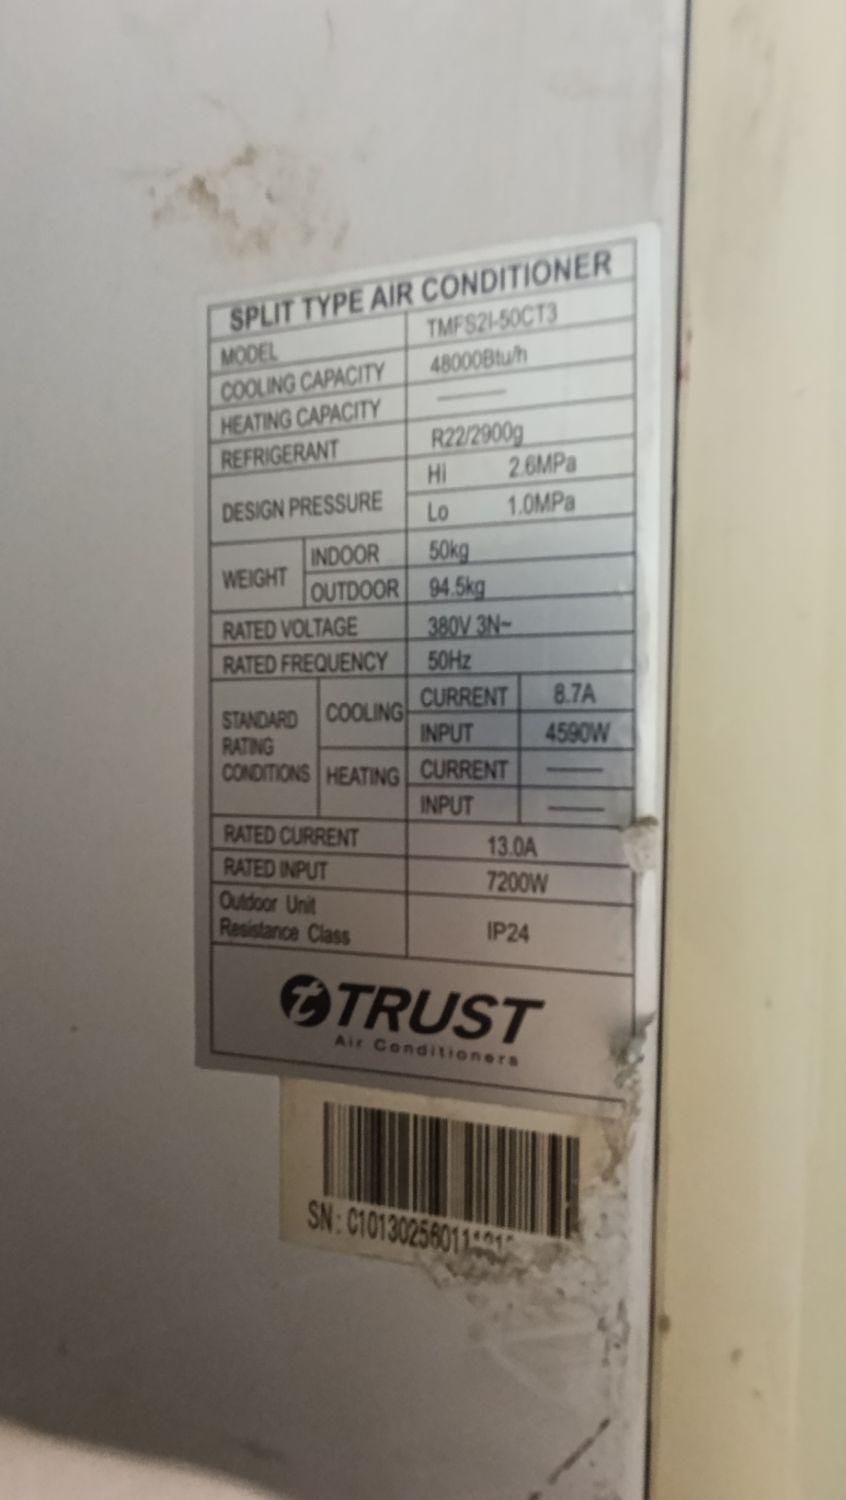 SPLIT TYPE AIR CONDITIONER
MODEL TMFS2I-50CT3
COOLING CAPACITY 48000Btu/h
HEATING CAPACITY ——
REFRIGERANT R22/2900g
DESIGN PRESSURE Hi 2.6MPa
Lo 1.0MPa
WEIGHT INDOOR 50kg
OUTDOOR 94.5kg
RATED VOLTAGE 380V 3N~
RATED FREQUENCY 50Hz
STANDARD RATING CONDITIONS COOLING CURRENT 8.7A
INPUT 4590W
HEATING CURRENT ——
INPUT ——
RATED CURRENT 13.0A
RATED INPUT 7200W
Outdoor Unit
Resistance Class IP24
t TRUST
Air Conditioners
SN: